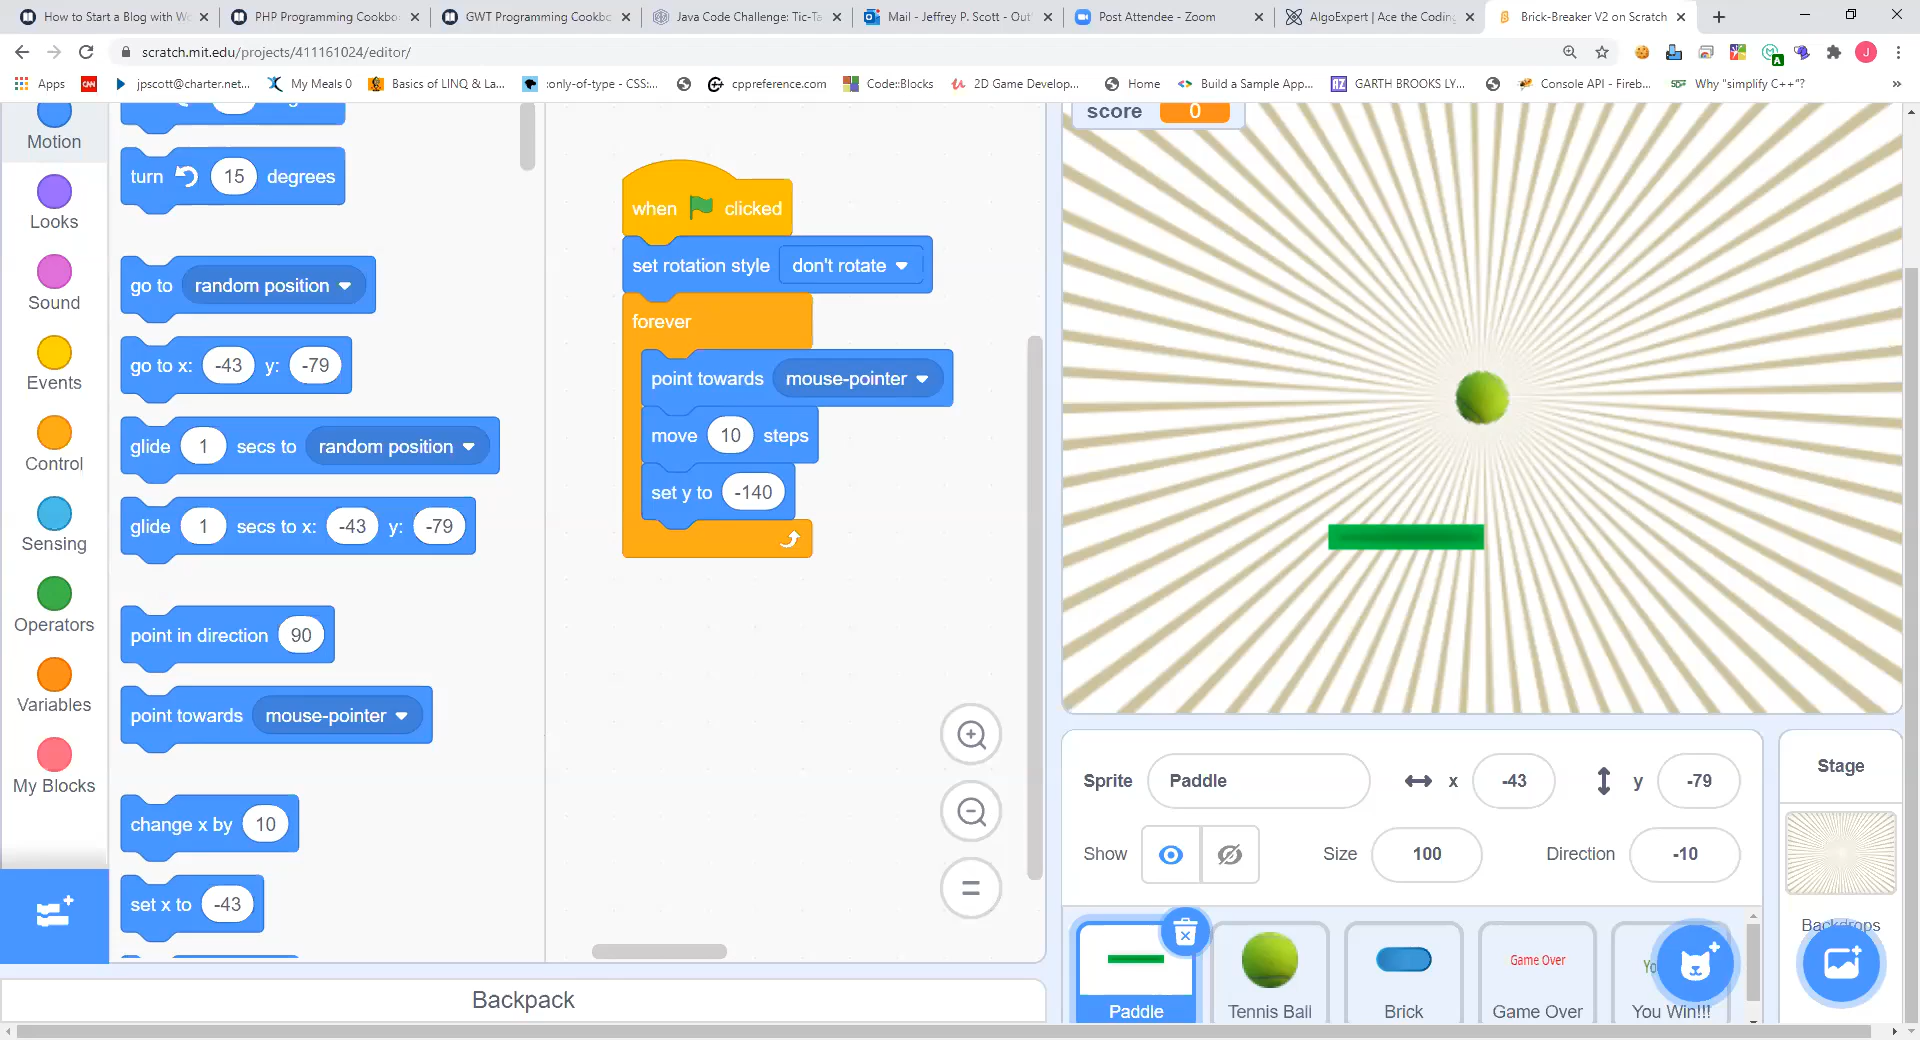 How to Start a Blog with Wo
PHP Programming Cookbo
GWT Programming Cookbo
Java Code Challenge: Tic-Ta
Mail - Jeffrey P. Scott - Out
Post Attendee - Zoom
AlgoExpert | Ace the Coding
Brick-Breaker V2 on Scratch
scratch.mit.edu/projects/411161024/editor/
Apps
CNN
jpscott@charter.net...
My Meals 0
Basics of LINQ & La...
:only-of-type - CSS:...
cppreference.com
Code::Blocks
2D Game Develop...
Home
Build a Sample App...
GARTH BROOKS LY...
Console API - Fireb...
Why "simplify C++"?
Motion
Looks
Sound
Events
Control
Sensing
Operators
Variables
My Blocks
turn 15 degrees
go to random position
go to x: -43 y: -79
glide 1 secs to random position
glide 1 secs to x: -43 y: -79
point in direction 90
point towards mouse-pointer
change x by 10
set x to -43
when clicked
set rotation style don't rotate
forever
point towards mouse-pointer
move 10 steps
set y to -140
Backpack
score 0
Sprite Paddle x -43 y -79
Show Size 100 Direction -10
Stage
Backdrops
Paddle
Tennis Ball
Brick
Game Over
Game Over
You Win!!!